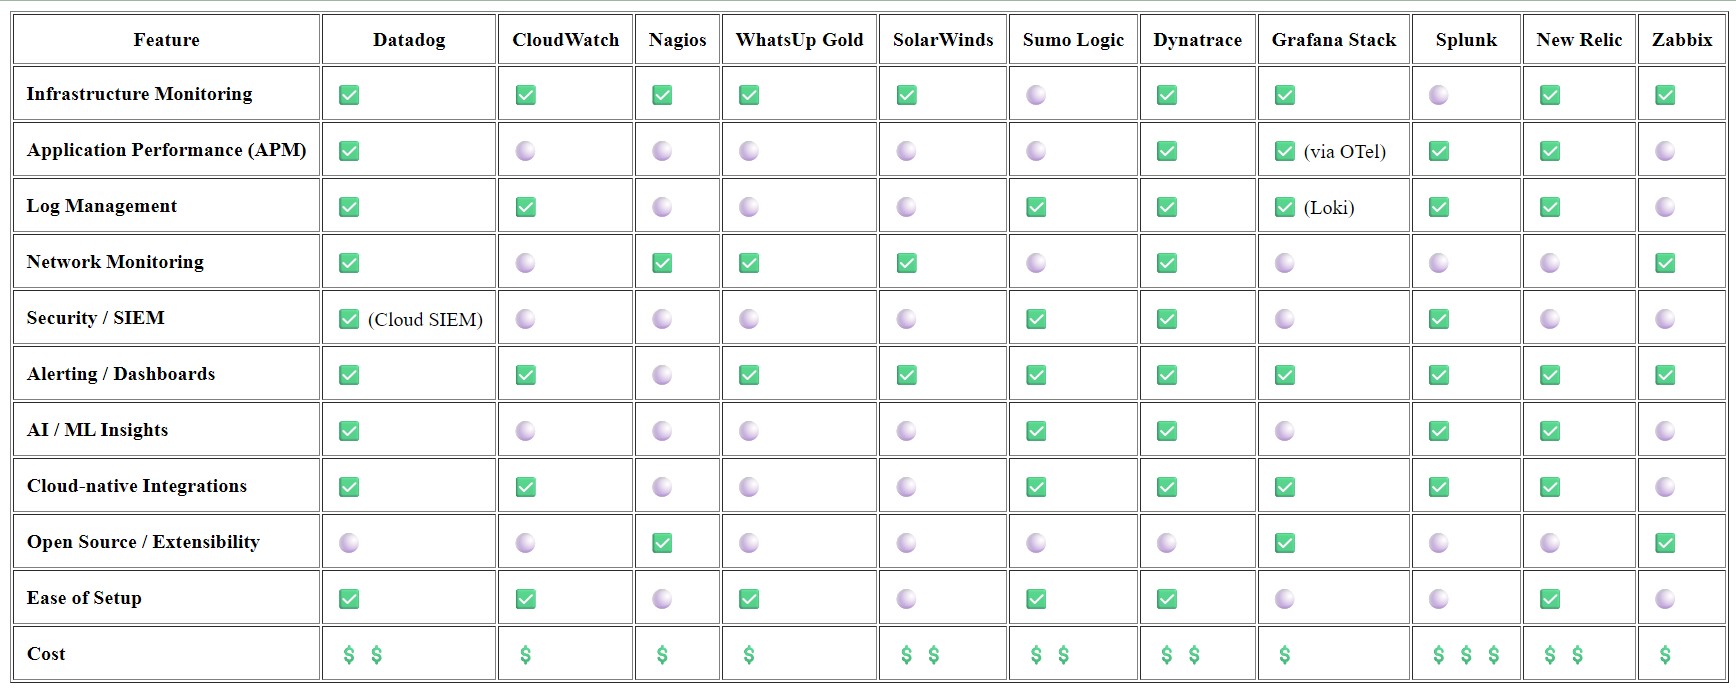 Feature Datadog CloudWatch Nagios WhatsUp Gold SolarWinds Sumo Logic Dynatrace Grafana Stack Splunk New Relic Zabbix
Infrastructure Monitoring ✅ ✅ ✅ ✅ ✅ ⚪ ✅ ✅ ⚪ ✅ ✅
Application Performance (APM) ✅ ⚪ ⚪ ⚪ ⚪ ⚪ ✅ ✅ (via OTel) ✅ ✅ ⚪
Log Management ✅ ✅ ⚪ ⚪ ⚪ ✅ ✅ ✅ (Loki) ✅ ✅ ⚪
Network Monitoring ✅ ⚪ ✅ ✅ ✅ ⚪ ✅ ⚪ ⚪ ⚪ ✅
Security / SIEM ✅ (Cloud SIEM) ⚪ ⚪ ⚪ ⚪ ✅ ✅ ⚪ ✅ ⚪ ⚪
Alerting / Dashboards ✅ ✅ ⚪ ✅ ✅ ✅ ✅ ✅ ✅ ✅ ✅
AI / ML Insights ✅ ⚪ ⚪ ⚪ ⚪ ✅ ✅ ⚪ ✅ ✅ ⚪
Cloud-native Integrations ✅ ✅ ⚪ ⚪ ⚪ ✅ ✅ ✅ ✅ ✅ ⚪
Open Source / Extensibility ⚪ ⚪ ✅ ⚪ ⚪ ⚪ ⚪ ✅ ⚪ ⚪ ✅
Ease of Setup ✅ ✅ ⚪ ✅ ⚪ ✅ ✅ ⚪ ⚪ ✅ ⚪
Cost $ $ $ $ $ $ $ $ $ $ $ $ $ $ $ $ $ $